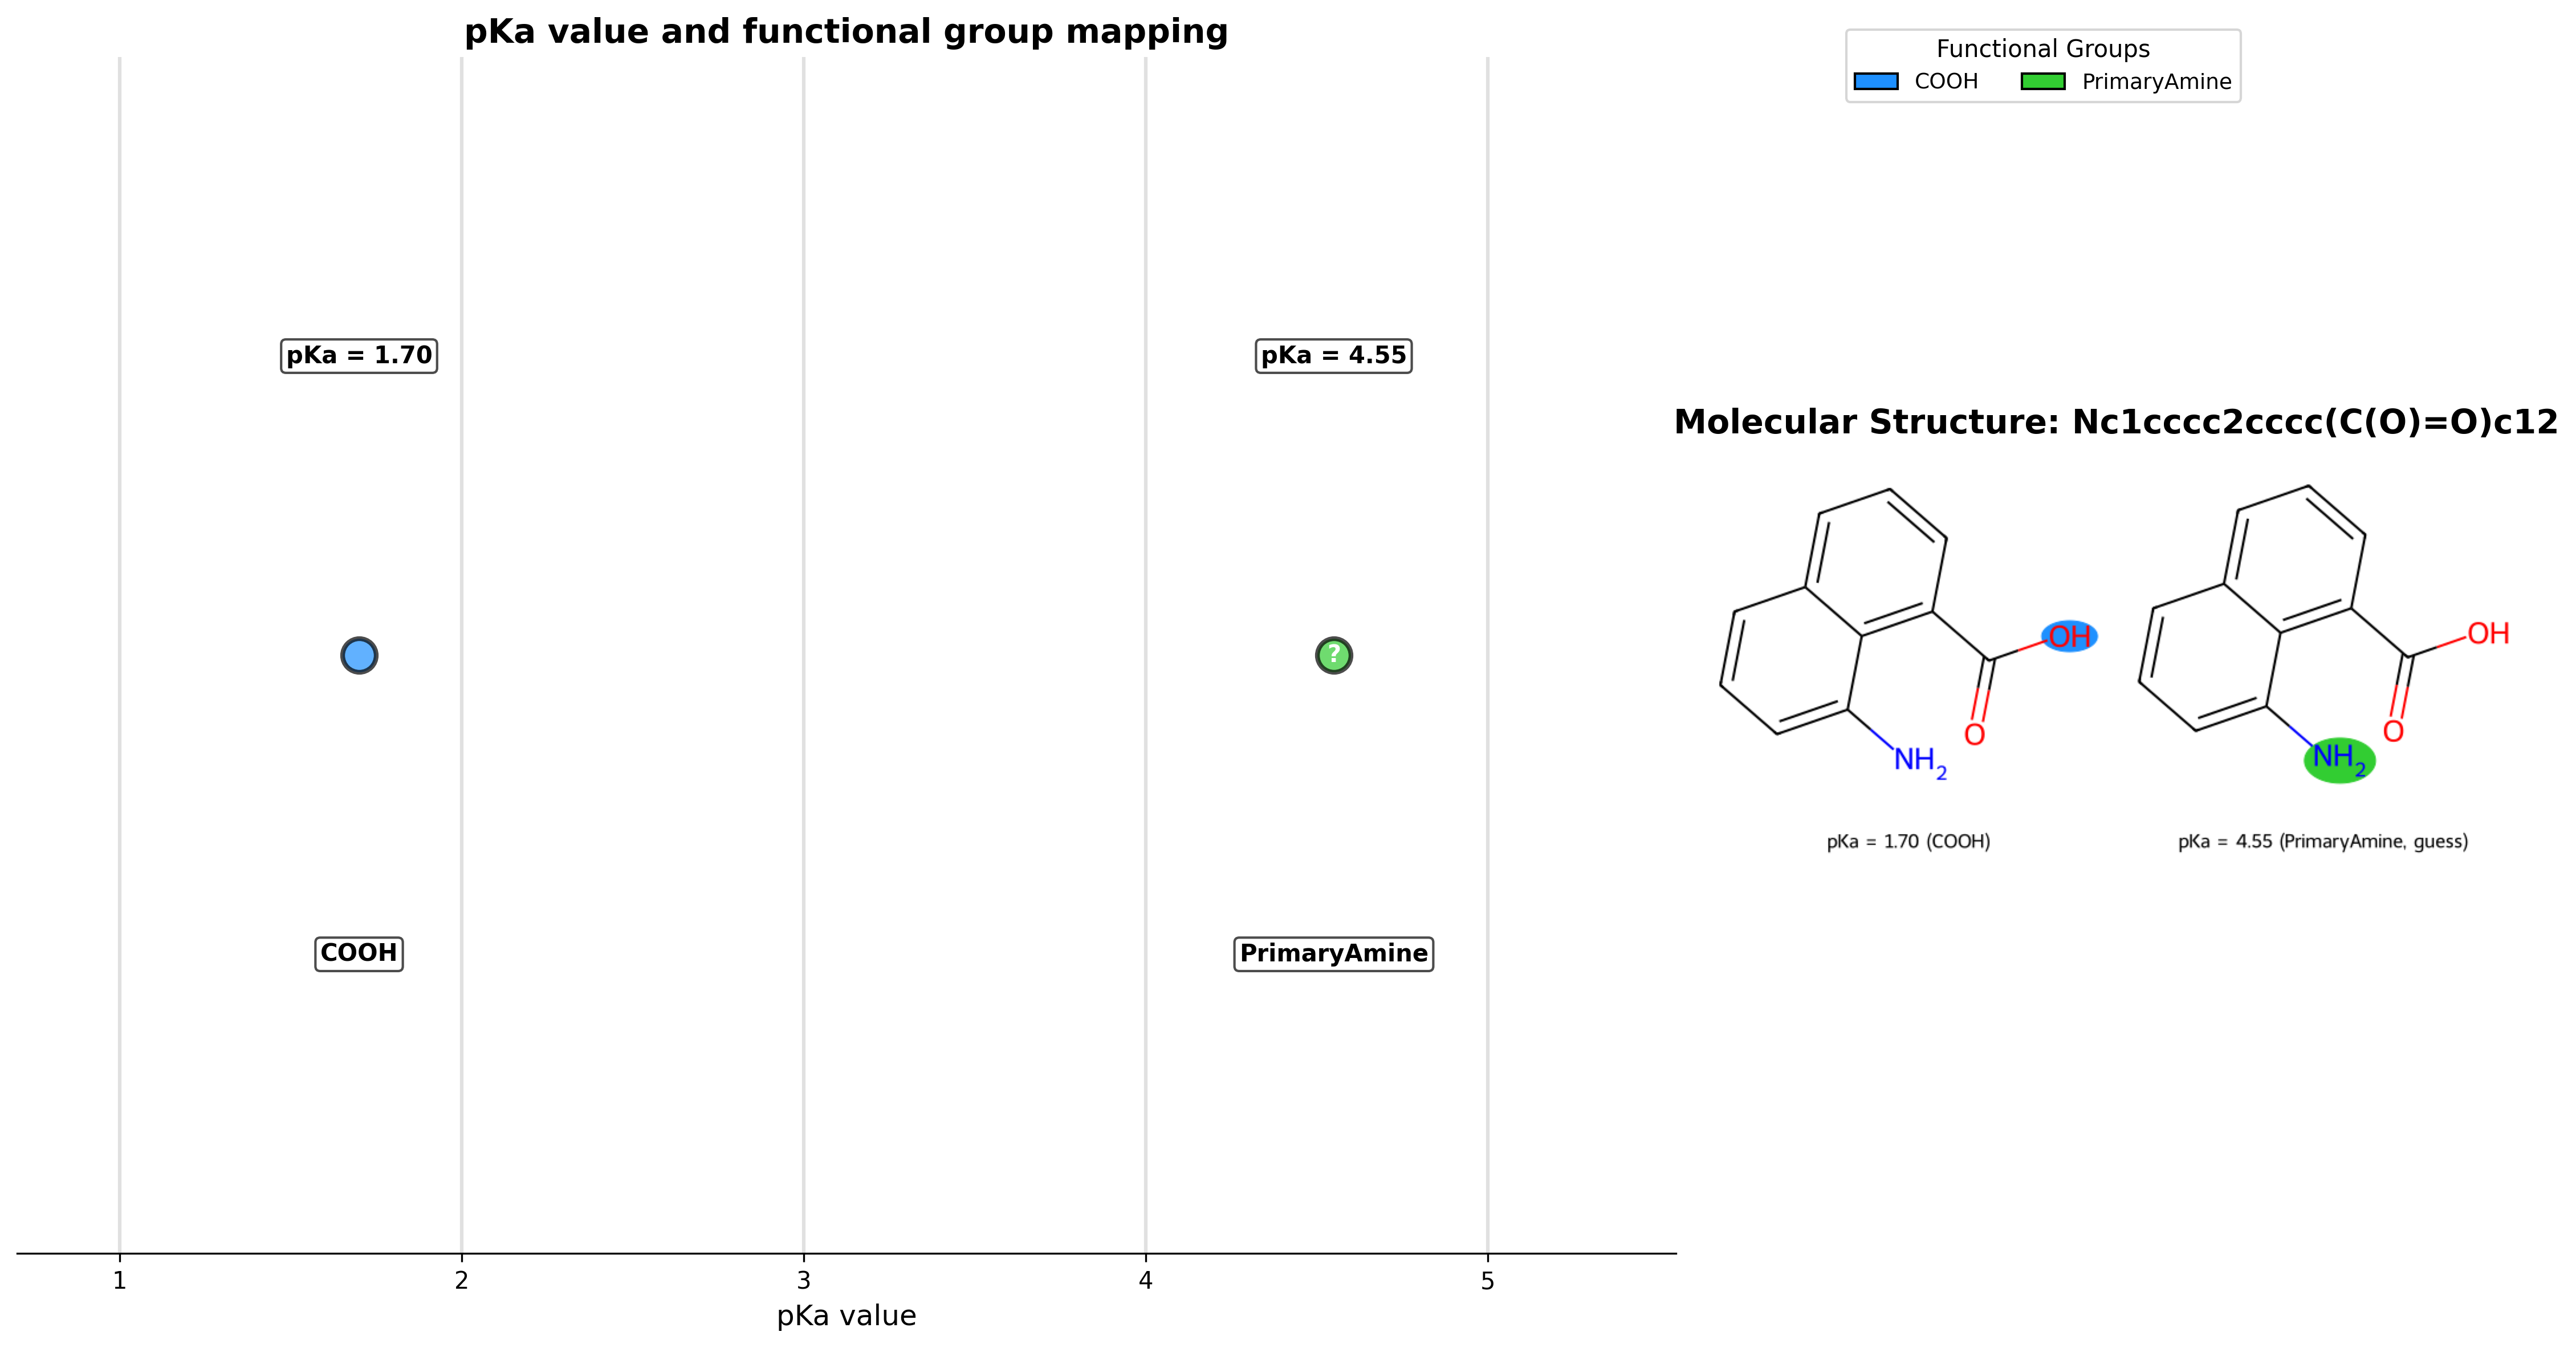 pKa value and functional group mapping
Functional Groups
COOH PrimaryAmine
pKa = 1.70 pKa = 4.55
Molecular Structure: Nc1cccc2cccc(C(O)=O)c12
?
OH
O
NH2
OH
O
NH2
pKa = 1.70 (COOH) pKa = 4.55 (PrimaryAmine, guess)
COOH PrimaryAmine
1 2 3 4 5
pKa value